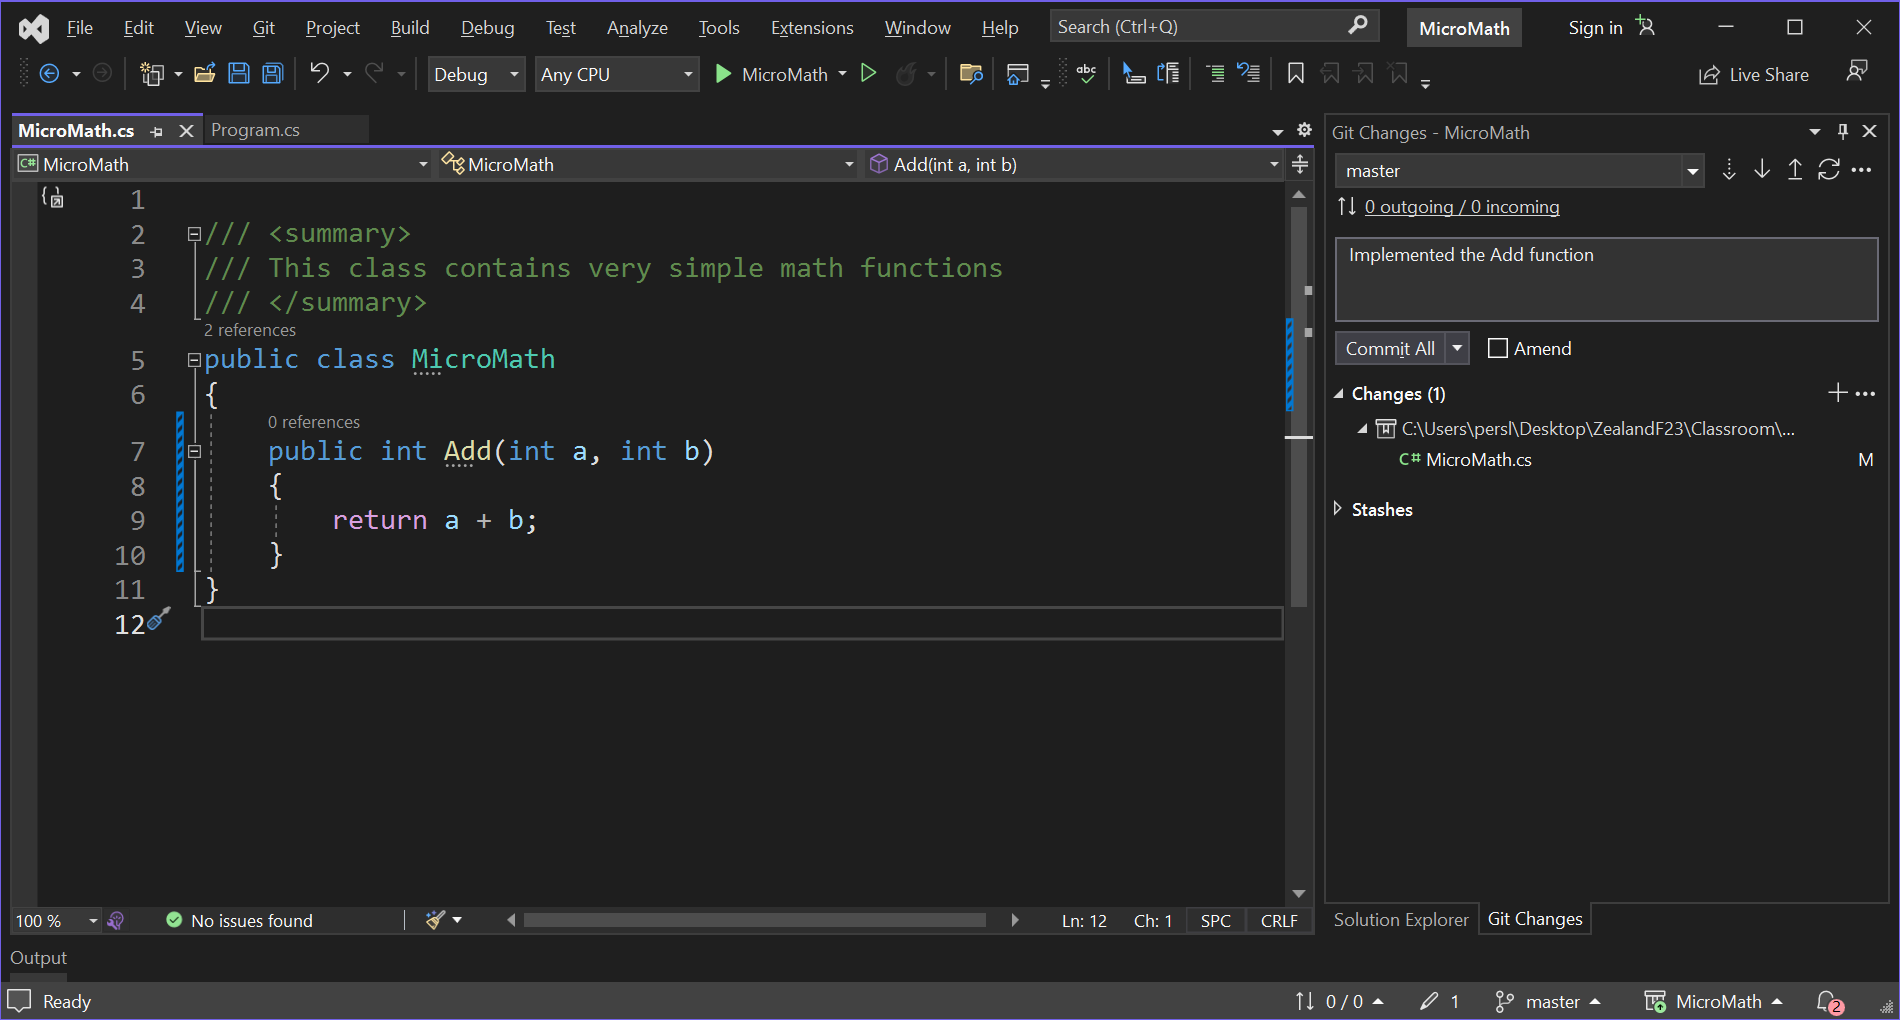 File Edit View Git Project Build Debug Test Analyze Tools Extensions Window Help Search (Ctrl+Q) MicroMath Sign in
Debug Any CPU MicroMath Live Share
MicroMath.cs Program.cs
MicroMath MicroMath Add(int a, int b)
1
2 /// <summary>
3 /// This class contains very simple math functions
4 /// </summary>
2 references
5 public class MicroMath
6 {
0 references
7 public int Add(int a, int b)
8 {
9 return a + b;
10 }
11 }
12
100 % No issues found Ln: 12 Ch: 1 SPC CRLF
Git Changes - MicroMath
master
0 outgoing / 0 incoming
Implemented the Add function
Commit All Amend
Changes (1)
C:\Users\persl\Desktop\ZealandF23\Classroom\...
C# MicroMath.cs M
Stashes
Solution Explorer Git Changes
Output
Ready 0 / 0 1 master MicroMath 2